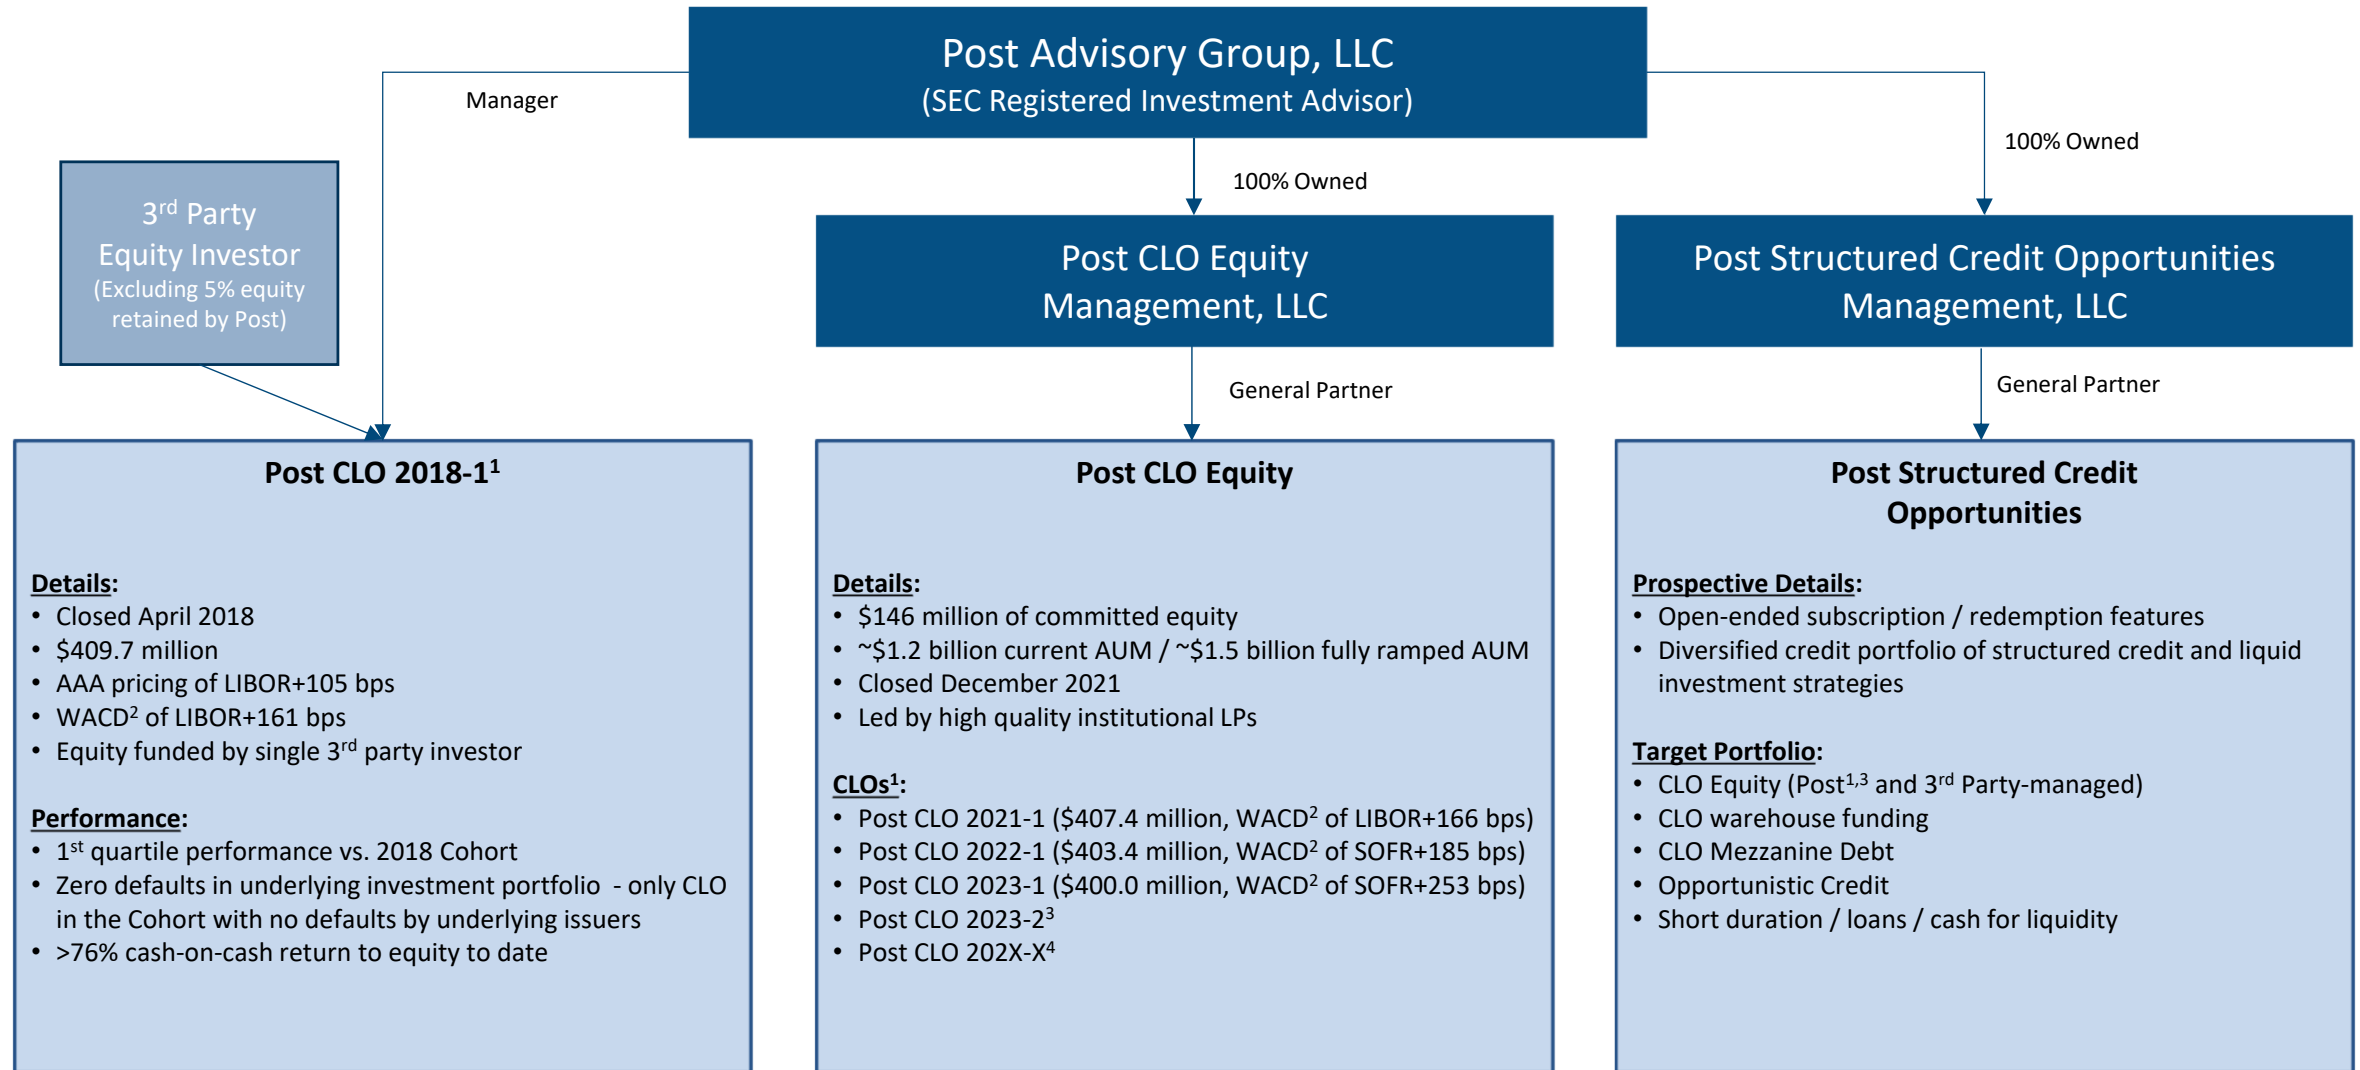 Post Advisory Group, LLC
(SEC Registered Investment Advisor)
Manager
100% Owned
100% Owned
3rd Party
Equity Investor
(Excluding 5% equity
retained by Post)
Post CLO Equity
Management, LLC
Post Structured Credit Opportunities
Management, LLC
General Partner
General Partner
Post CLO 2018-1¹
Details:
• Closed April 2018
• $409.7 million
• AAA pricing of LIBOR+105 bps
• WACD² of LIBOR+161 bps
• Equity funded by single 3rd party investor
Performance:
• 1st quartile performance vs. 2018 Cohort
• Zero defaults in underlying investment portfolio - only CLO
in the Cohort with no defaults by underlying issuers
• >76% cash-on-cash return to equity to date
Post CLO Equity
Details:
• $146 million of committed equity
• ~$1.2 billion current AUM / ~$1.5 billion fully ramped AUM
• Closed December 2021
• Led by high quality institutional LPs
CLOs¹:
• Post CLO 2021-1 ($407.4 million, WACD² of LIBOR+166 bps)
• Post CLO 2022-1 ($403.4 million, WACD² of SOFR+185 bps)
• Post CLO 2023-1 ($400.0 million, WACD² of SOFR+253 bps)
• Post CLO 2023-2³
• Post CLO 202X-X⁴
Post Structured Credit
Opportunities
Prospective Details:
• Open-ended subscription / redemption features
• Diversified credit portfolio of structured credit and liquid
investment strategies
Target Portfolio:
• CLO Equity (Post¹,³ and 3rd Party-managed)
• CLO warehouse funding
• CLO Mezzanine Debt
• Opportunistic Credit
• Short duration / loans / cash for liquidity